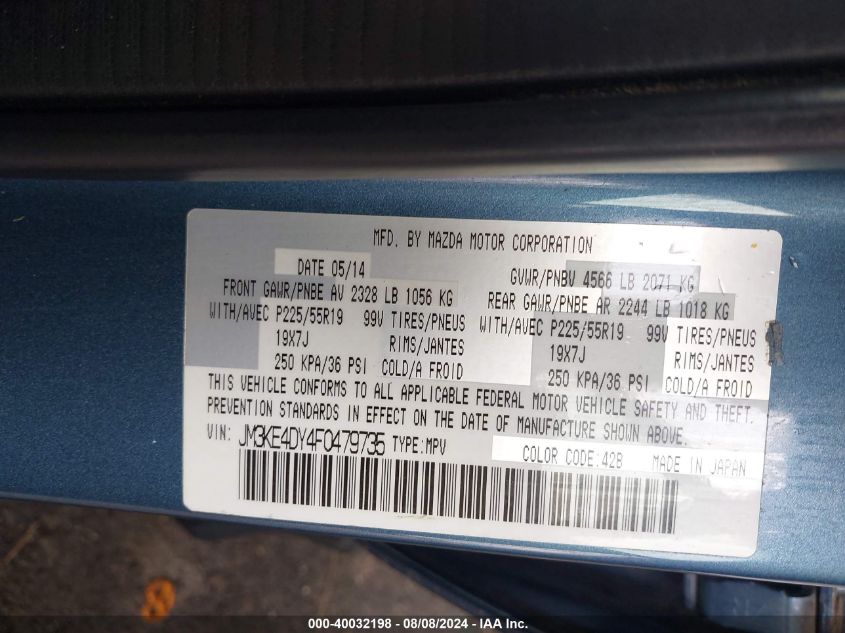 MFD. BY MAZDA MOTOR CORPORATION
DATE 05/14
GVWR/PNBV 4566 LB 2071 KG
FRONT GAWR/PNBE AV 2328 LB 1056 KG
REAR GAWR/PNBE AR 2244 LB 1018 KG
WITH/AVEC P225/55R19 99V TIRES/PNEUS
WITH/AVEC P225/55R19 99V TIRES/PNEUS
19X7J RIMS/JANTES
19X7J RIMS/JANTES
250 KPA/36 PSI COLD/A FROID
250 KPA/36 PSI COLD/A FROID
THIS VEHICLE CONFORMS TO ALL APPLICABLE FEDERAL MOTOR VEHICLE SAFETY AND THEFT
PREVENTION STANDARDS IN EFFECT ON THE DATE OF MANUFACTURE SHOWN ABOVE.
VIN: JM3KE4DY4F0479735 TYPE:MPV
COLOR CODE:42B MADE IN JAPAN
000-40032198 - 08/08/2024 - IAA Inc.